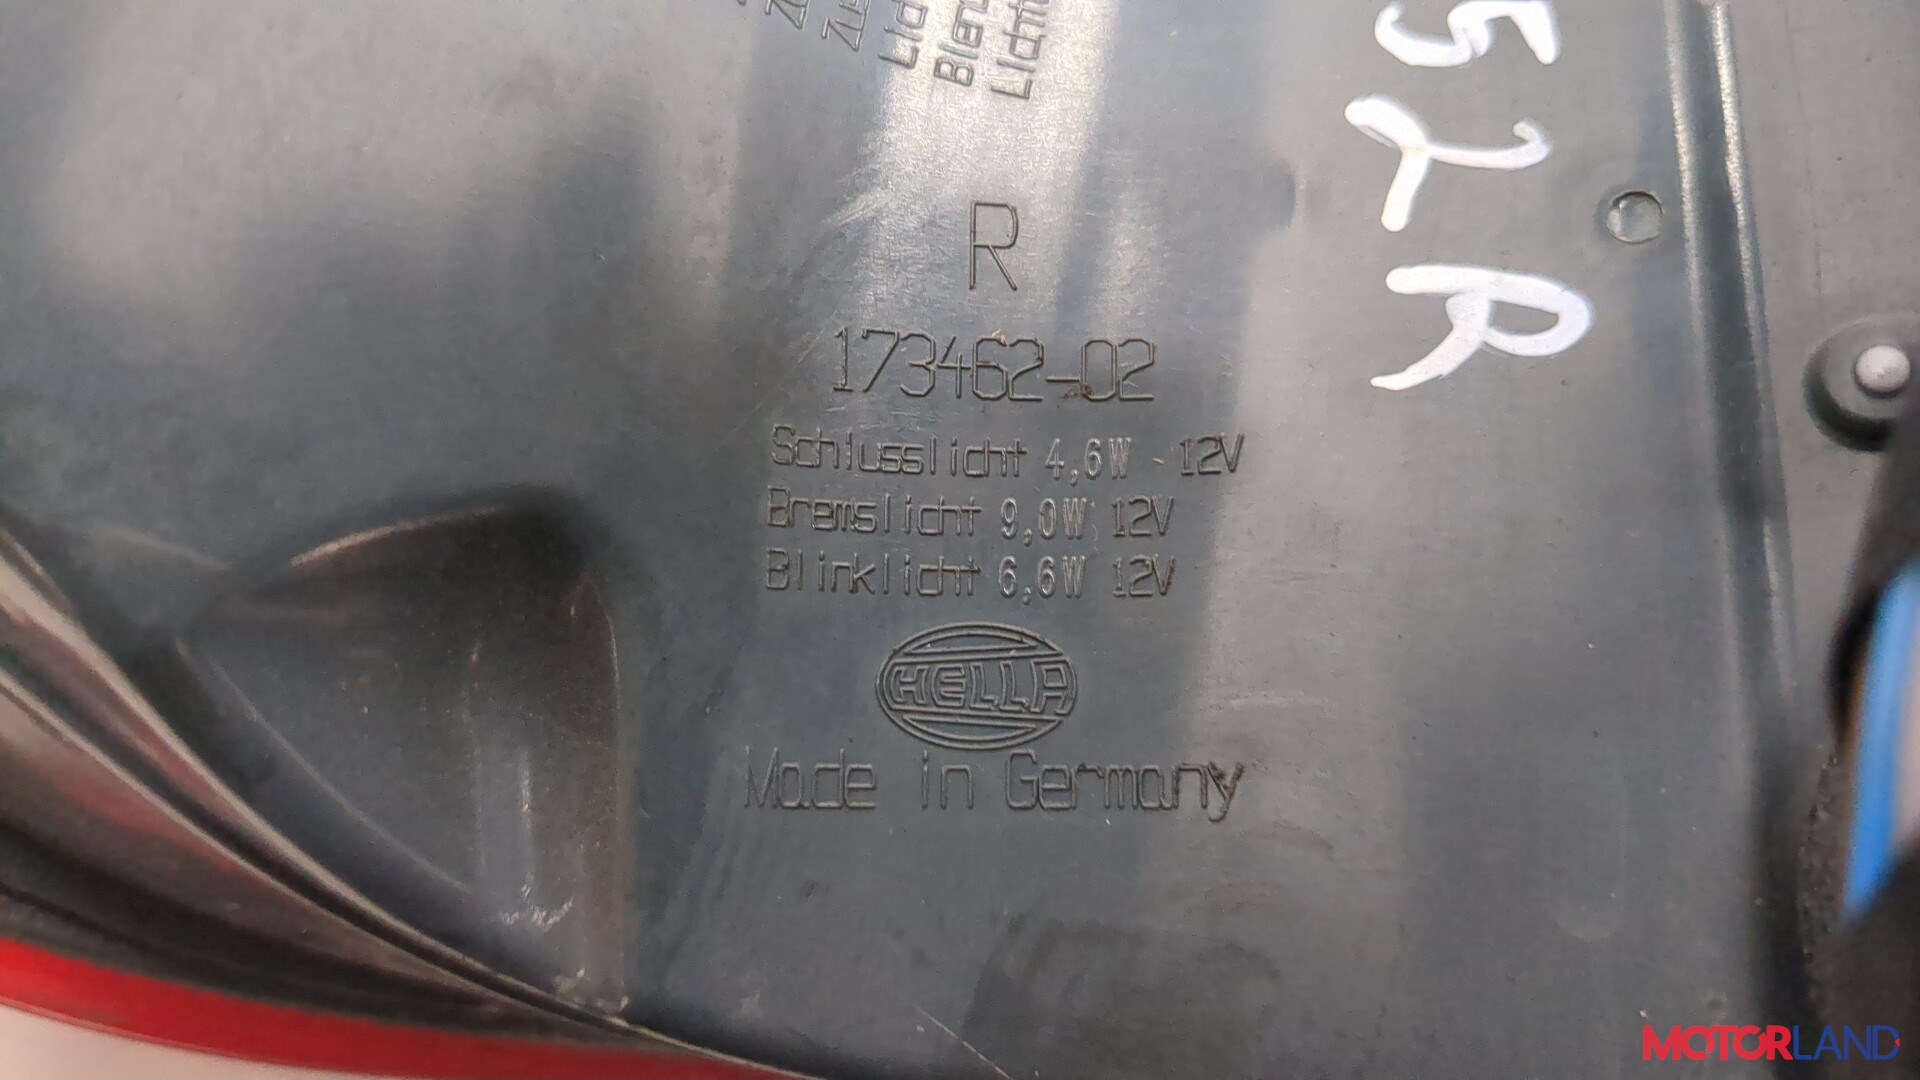 R
173462-02
Schlusslicht 4,6W 12V
Bremslicht 9,0W 12V
Blinklicht 6,6W 12V
HELLA
Made in Germany
52R
MOTORLAND